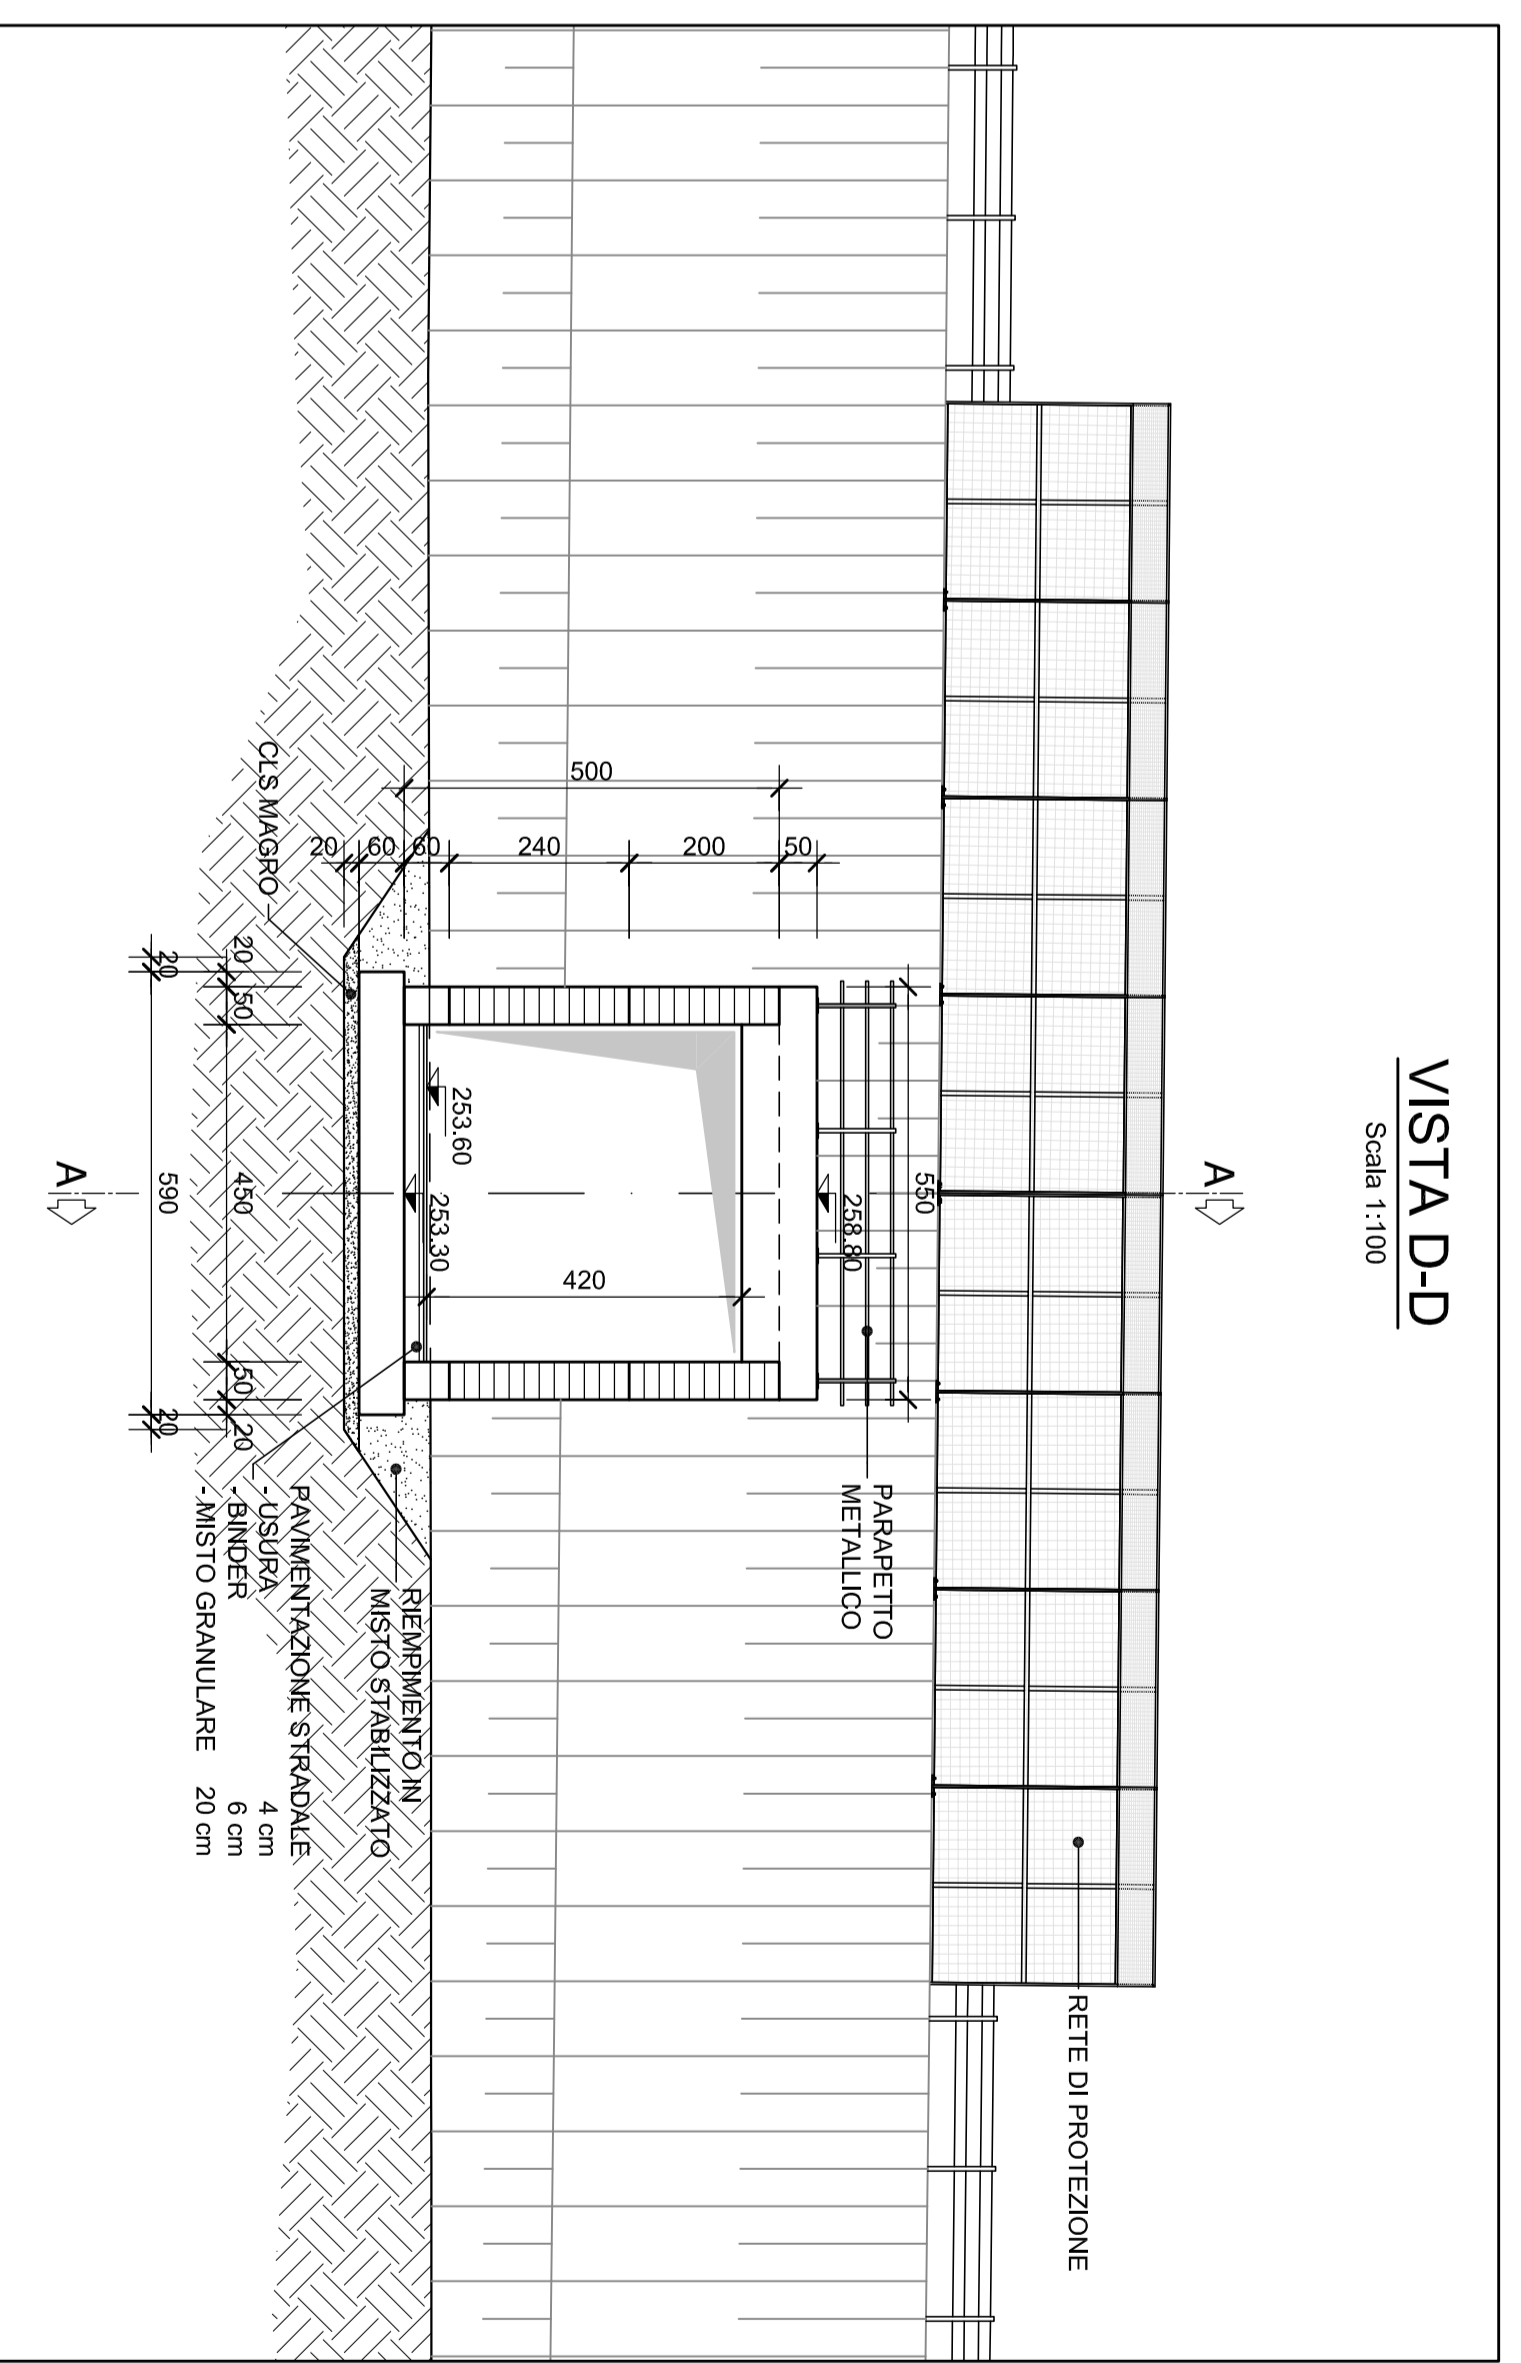 VISTA D-D
Scala 1:100
A
A
RETE DI PROTEZIONE
PARAPETTO
METALLICO
550
258.80
50
200
240
60
60
20
500
420
253.60
253.30
CLS MAGRO
RIEMPIMENTO IN
MISTO STABILIZZATO
PAVIMENTAZIONE STRADALE
- USURA 4 cm
- BINDER 6 cm
- MISTO GRANULARE 20 cm
20
50
450
50
20
20
590
20